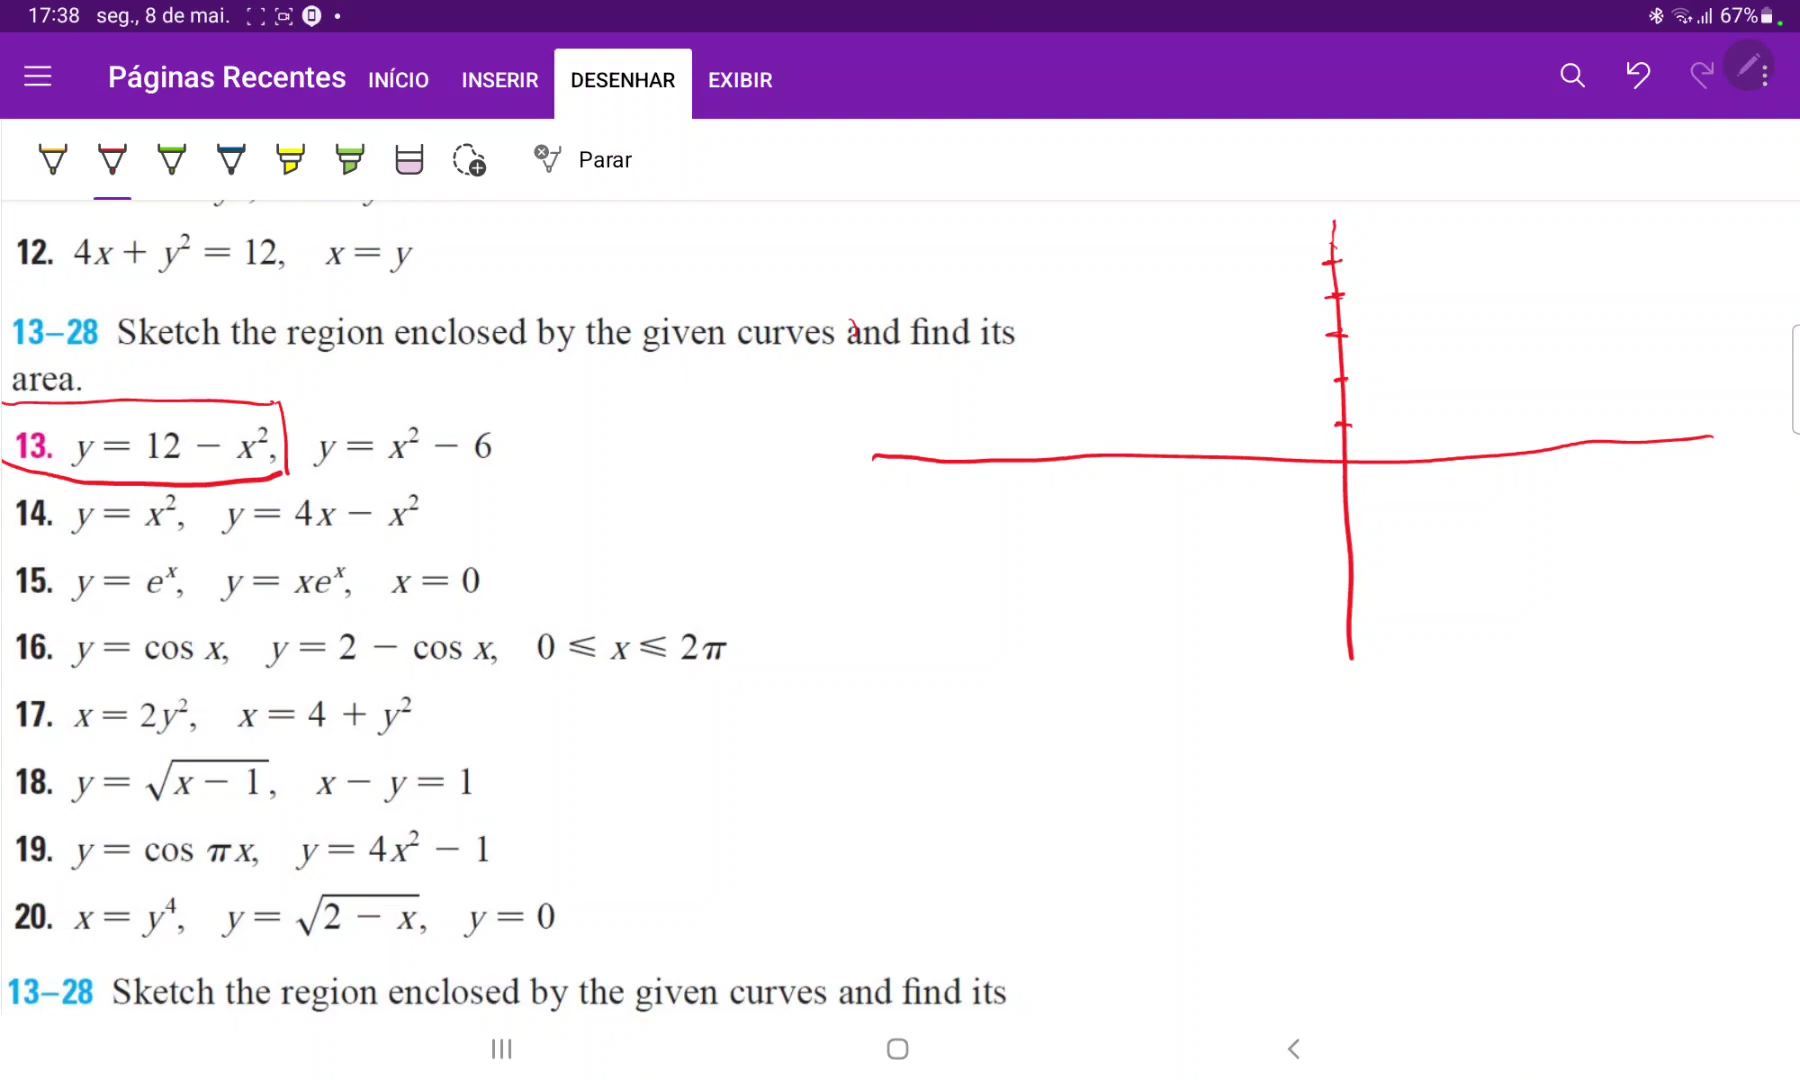 17:38 seg., 8 de mai. 67%
Páginas Recentes INÍCIO INSERIR DESENHAR EXIBIR
Parar
12. 4x + y² = 12, x = y
13–28 Sketch the region enclosed by the given curves and find its
area.
13. y = 12 − x², y = x² − 6
14. y = x², y = 4x − x²
15. y = eˣ, y = xeˣ, x = 0
16. y = cos x, y = 2 − cos x, 0 ⩽ x ⩽ 2π
17. x = 2y², x = 4 + y²
18. y = √(x − 1), x − y = 1
19. y = cos πx, y = 4x² − 1
20. x = y⁴, y = √(2 − x), y = 0
13–28 Sketch the region enclosed by the given curves and find its